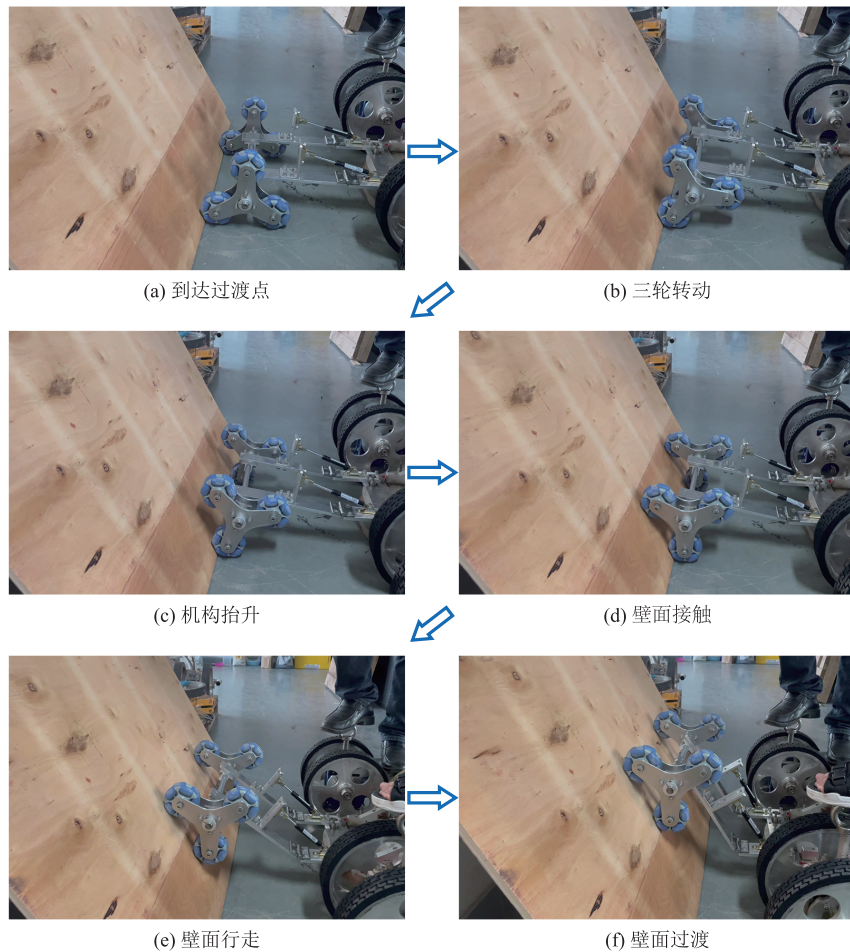 (a) 到达过渡点
(b) 三轮转动
(c) 机构抬升
(d) 壁面接触
(e) 壁面行走
(f) 壁面过渡